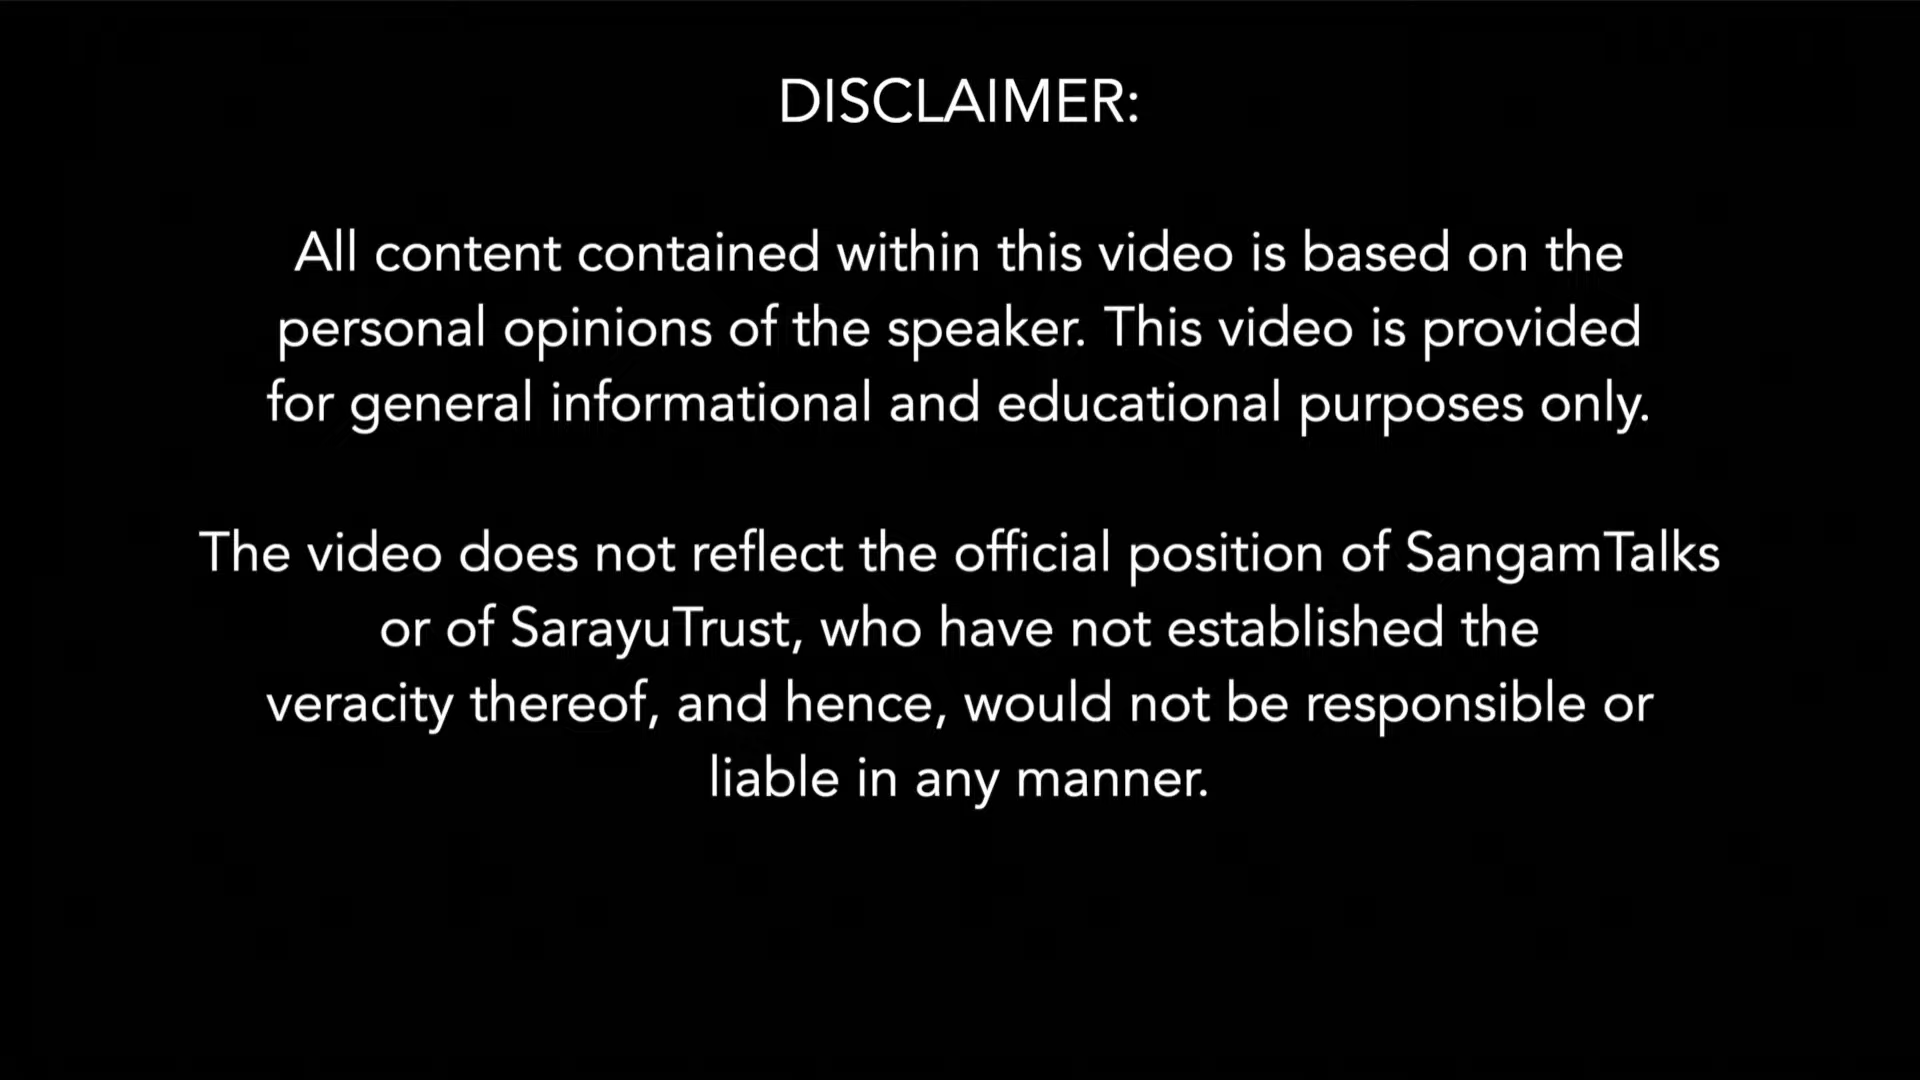 DISCLAIMER:
All content contained within this video is based on the
personal opinions of the speaker. This video is provided
for general informational and educational purposes only.
The video does not reflect the official position of SangamTalks
or of SarayuTrust, who have not established the
veracity thereof, and hence, would not be responsible or
liable in any manner.